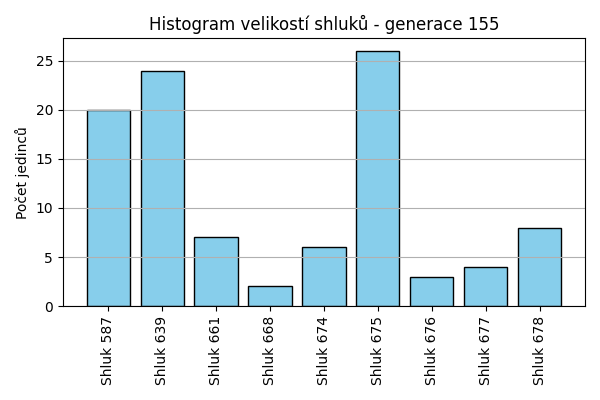 Histogram velikostí shluků - generace 155
Počet jedinců
25
20
15
10
5
0
Shluk 587
Shluk 639
Shluk 661
Shluk 668
Shluk 674
Shluk 675
Shluk 676
Shluk 677
Shluk 678